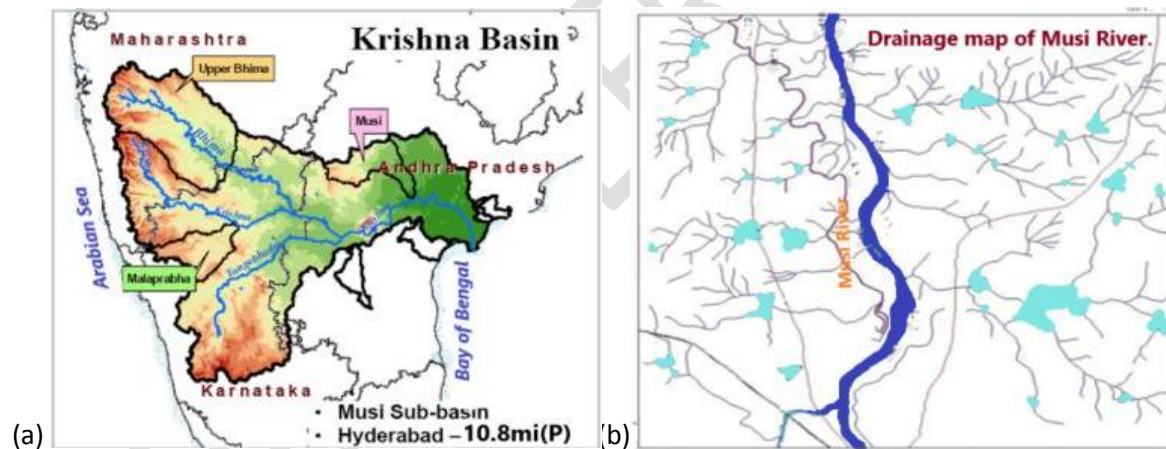 Maharashtra
Krishna Basin
Upper Bhima
Musi
Bhima
Andhra Pradesh
Arabian Sea
Krishna
Malaprabha
Bay of Bengal
Karnataka
• Musi Sub-basin
• Hyderabad – 10.8mi(P)
(a)
Drainage map of Musi River.
Musi River
(b)